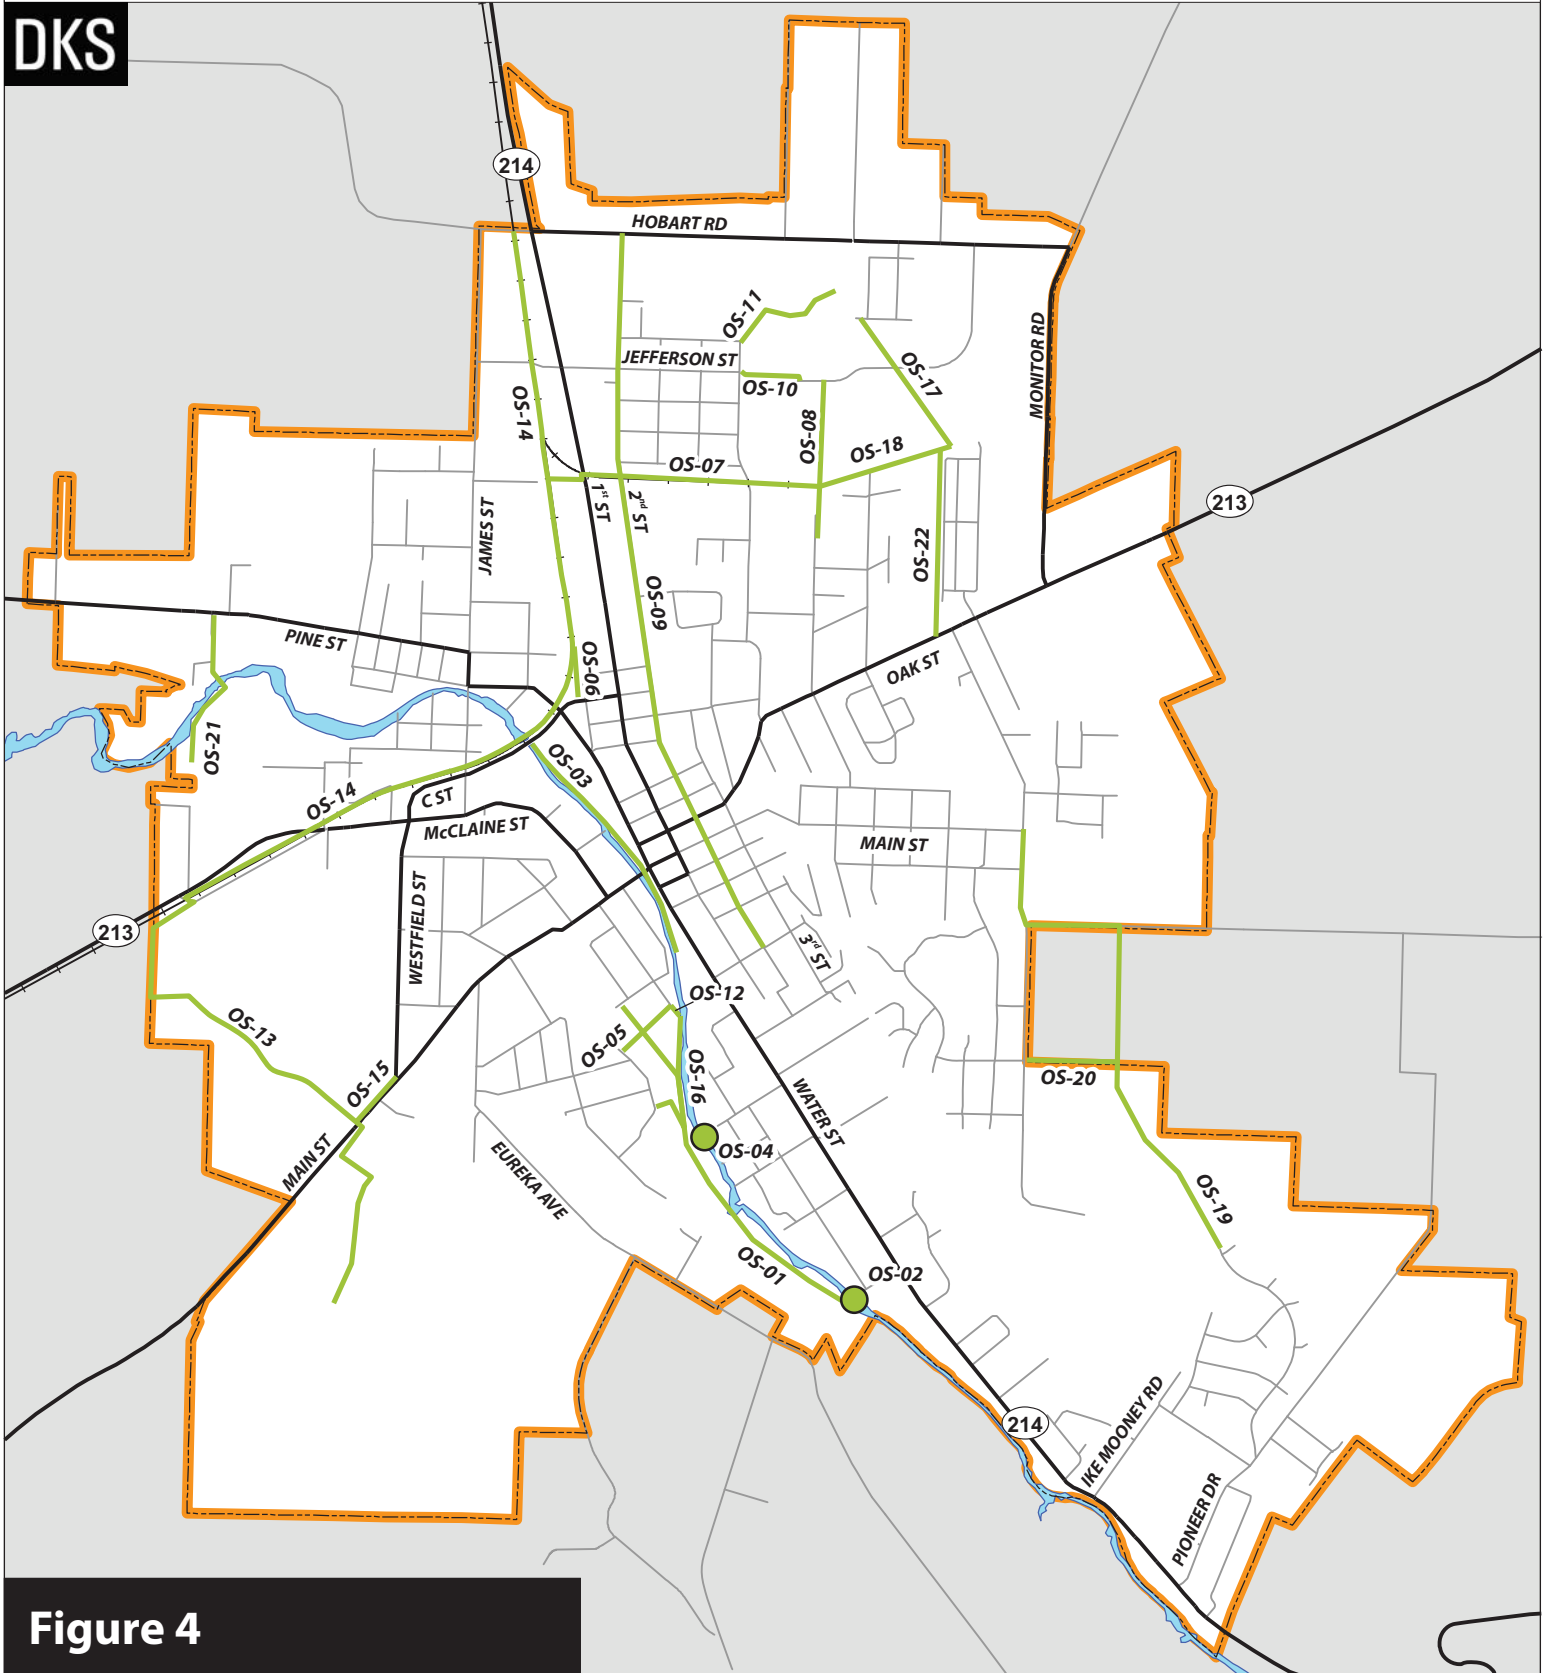 DKS
214
HOBART RD
OS-11
JEFFERSON ST
OS-17
MONITOR RD
OS-10
OS-14
OS-08
OS-18
OS-07
213
1st ST
2nd ST
JAMES ST
OS-22
OS-09
PINE ST
OS-06
OAK ST
OS-21
OS-03
OS-14
C ST
McCLAINE ST
MAIN ST
WESTFIELD ST
213
3rd ST
OS-12
OS-13
OS-05
OS-16
OS-15
OS-20
WATER ST
MAIN ST
EUREKA AVE
OS-04
OS-19
OS-01
OS-02
214
IKE MOONEY RD
PIONEER DR
Figure 4